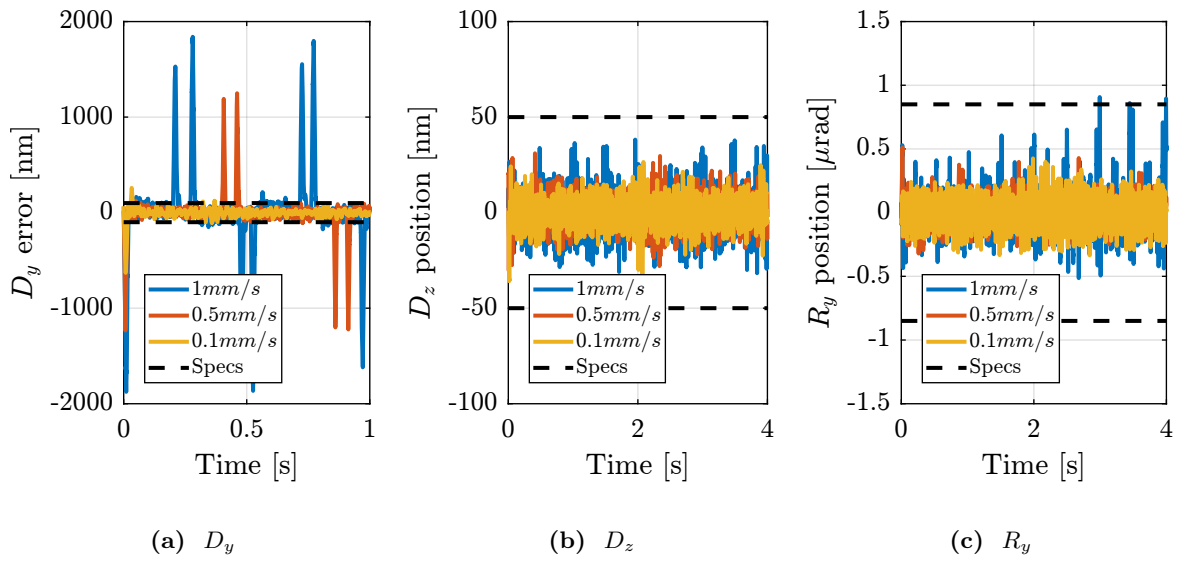 2000
1000
0
-1000
-2000
D_y error [nm]
0
0.5
1
Time [s]
1mm/s
0.5mm/s
0.1mm/s
Specs
(a) D_y
100
50
0
-50
-100
D_z position [nm]
0
2
4
Time [s]
1mm/s
0.5mm/s
0.1mm/s
Specs
(b) D_z
1.5
1
0.5
0
-0.5
-1
-1.5
R_y position [μrad]
0
2
4
Time [s]
1mm/s
0.5mm/s
0.1mm/s
Specs
(c) R_y